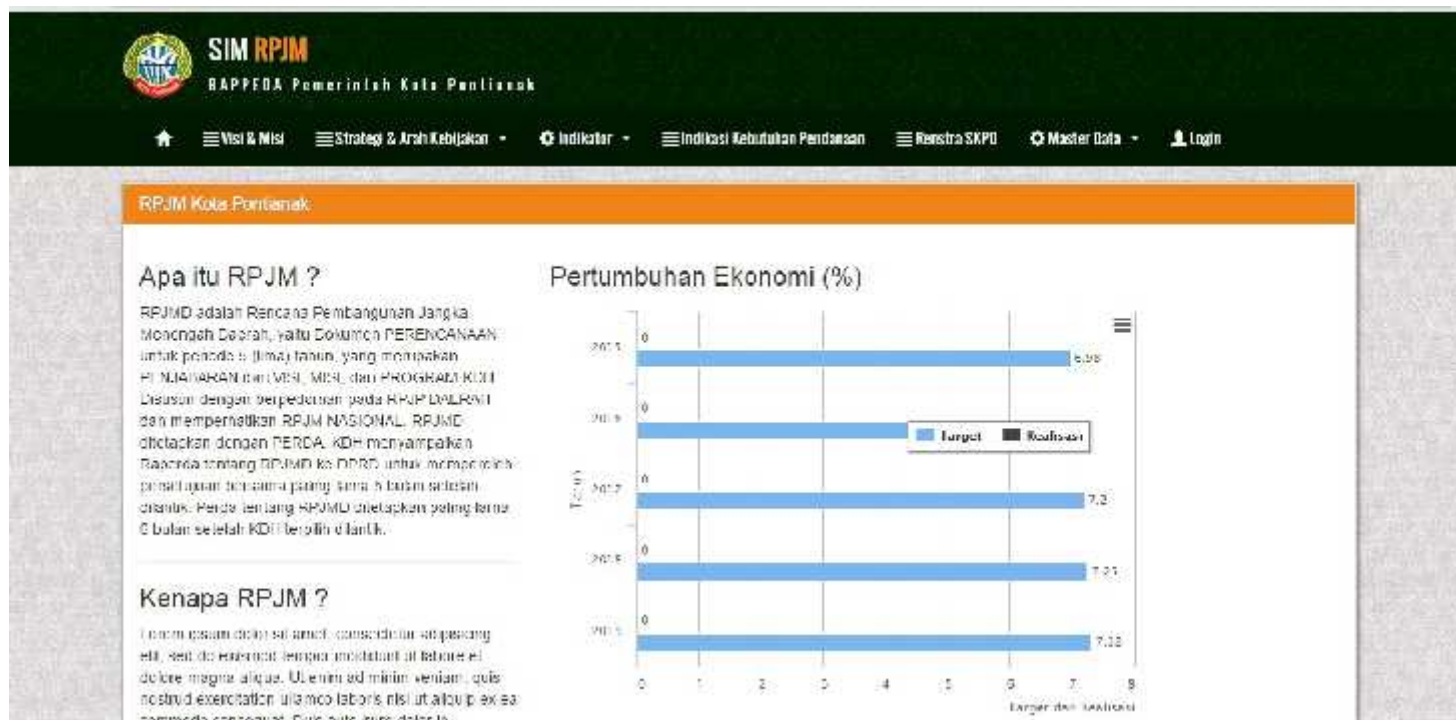 SIM RPJM
BAPPEDA Pemerintah Kota Pontianak
Visi & Misi Strategi & Arah Kebijakan Indikator Indikasi Kebutuhan Pendanaan Renstra SKPD Master Data Login
RPJM Kota Pontianak
Apa itu RPJM ?
RPJMD adalah Rencana Pembangunan Jangka
Menengah Daerah, yaitu Dokumen PERENCANAAN
untuk periode 5 (lima) tahun, yang merupakan
PENJABARAN dari VISI, MISI, dan PROGRAM KDH
Disusun dengan berpedoman pada RPJP DAERAH
dan memperhatikan RPJM NASIONAL. RPJMD
ditetapkan dengan PERDA. KDH menyampaikan
Raperda tentang RPJMD ke DPRD untuk memperoleh
persetujuan bersama paling lama 5 bulan setelah
dilantik. Perda tentang RPJMD ditetapkan paling lama
6 bulan setelah KDH terpilih dilantik.
Kenapa RPJM ?
Lorem ipsum dolor sit amet, consectetur adipisicing
elit, sed do eiusmod tempor incididunt ut labore et
dolore magna aliqua. Ut enim ad minim veniam, quis
nostrud exercitation ullamco laboris nisi ut aliquip ex ea
Pertumbuhan Ekonomi (%)
2015 0
6.98
2016 0
Target Realisasi
Tahun
2017 0
7.2
2018 0
7.25
0
0 1 2 3 4 5 6 7 8
Target dan Realisasi